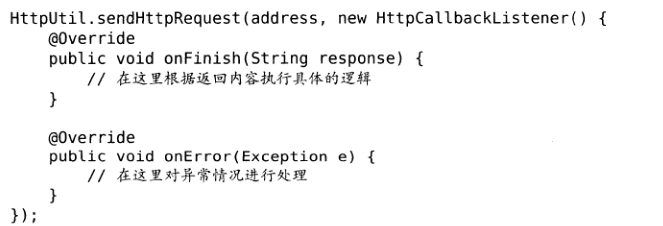 HttpUtil.sendHttpRequest(address, new HttpCallbackListener() {
    @Override
    public void onFinish(String response) {
        // 在这里根据返回内容执行具体的逻辑
    }

    @Override
    public void onError(Exception e) {
        // 在这里对异常情况进行处理
    }
});